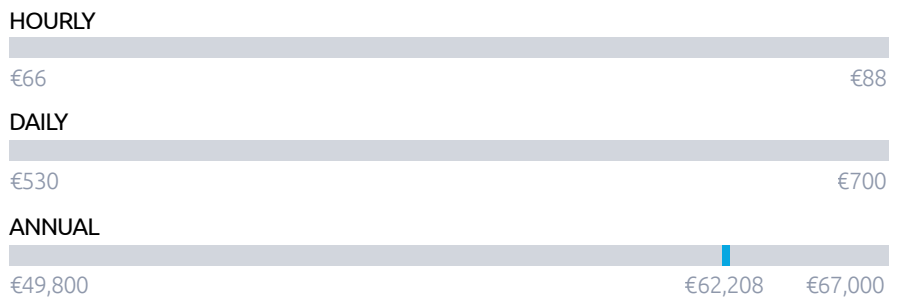 HOURLY
€66 €88
DAILY
€530 €700
ANNUAL
€49,800 €62,208 €67,000